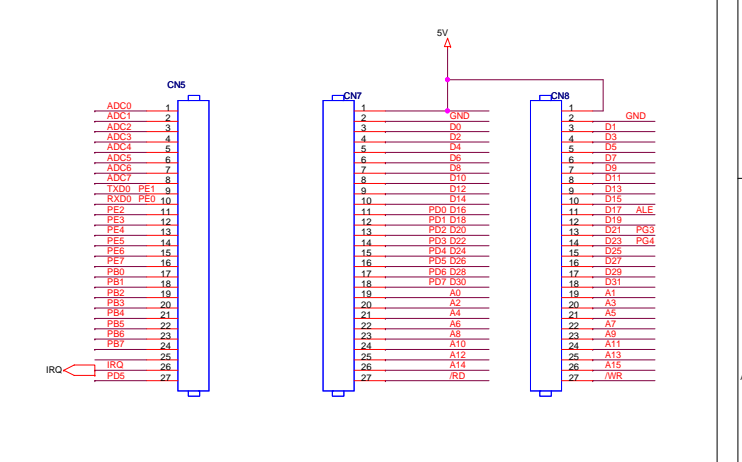 5V
CN5
ADC0 1
ADC1 2
ADC2 3
ADC3 4
ADC4 5
ADC5 6
ADC6 7
ADC7 8
TXD0 PE1 9
RXD0 PE0 10
PE2 11
PE3 12
PE4 13
PE5 14
PE6 15
PE7 16
PB0 17
PB1 18
PB2 19
PB3 20
PB4 21
PB5 22
PB6 23
PB7 24
25
IRQ IRQ 26
PD5 27
CN7
1
2 GND
3 D0
4 D2
5 D4
6 D6
7 D8
8 D10
9 D12
10 D14
11 PD0 D16
12 PD1 D18
13 PD2 D20
14 PD3 D22
15 PD4 D24
16 PD5 D26
17 PD6 D28
18 PD7 D30
19 A0
20 A2
21 A4
22 A6
23 A8
24 A10
25 A12
26 A14
27 /RD
CN8
1
2 GND
3 D1
4 D3
5 D5
6 D7
7 D9
8 D11
9 D13
10 D15
11 D17 ALE
12 D19
13 D21 PG3
14 D23 PG4
15 D25
16 D27
17 D29
18 D31
19 A1
20 A3
21 A5
22 A7
23 A9
24 A11
25 A13
26 A15
27 /WR